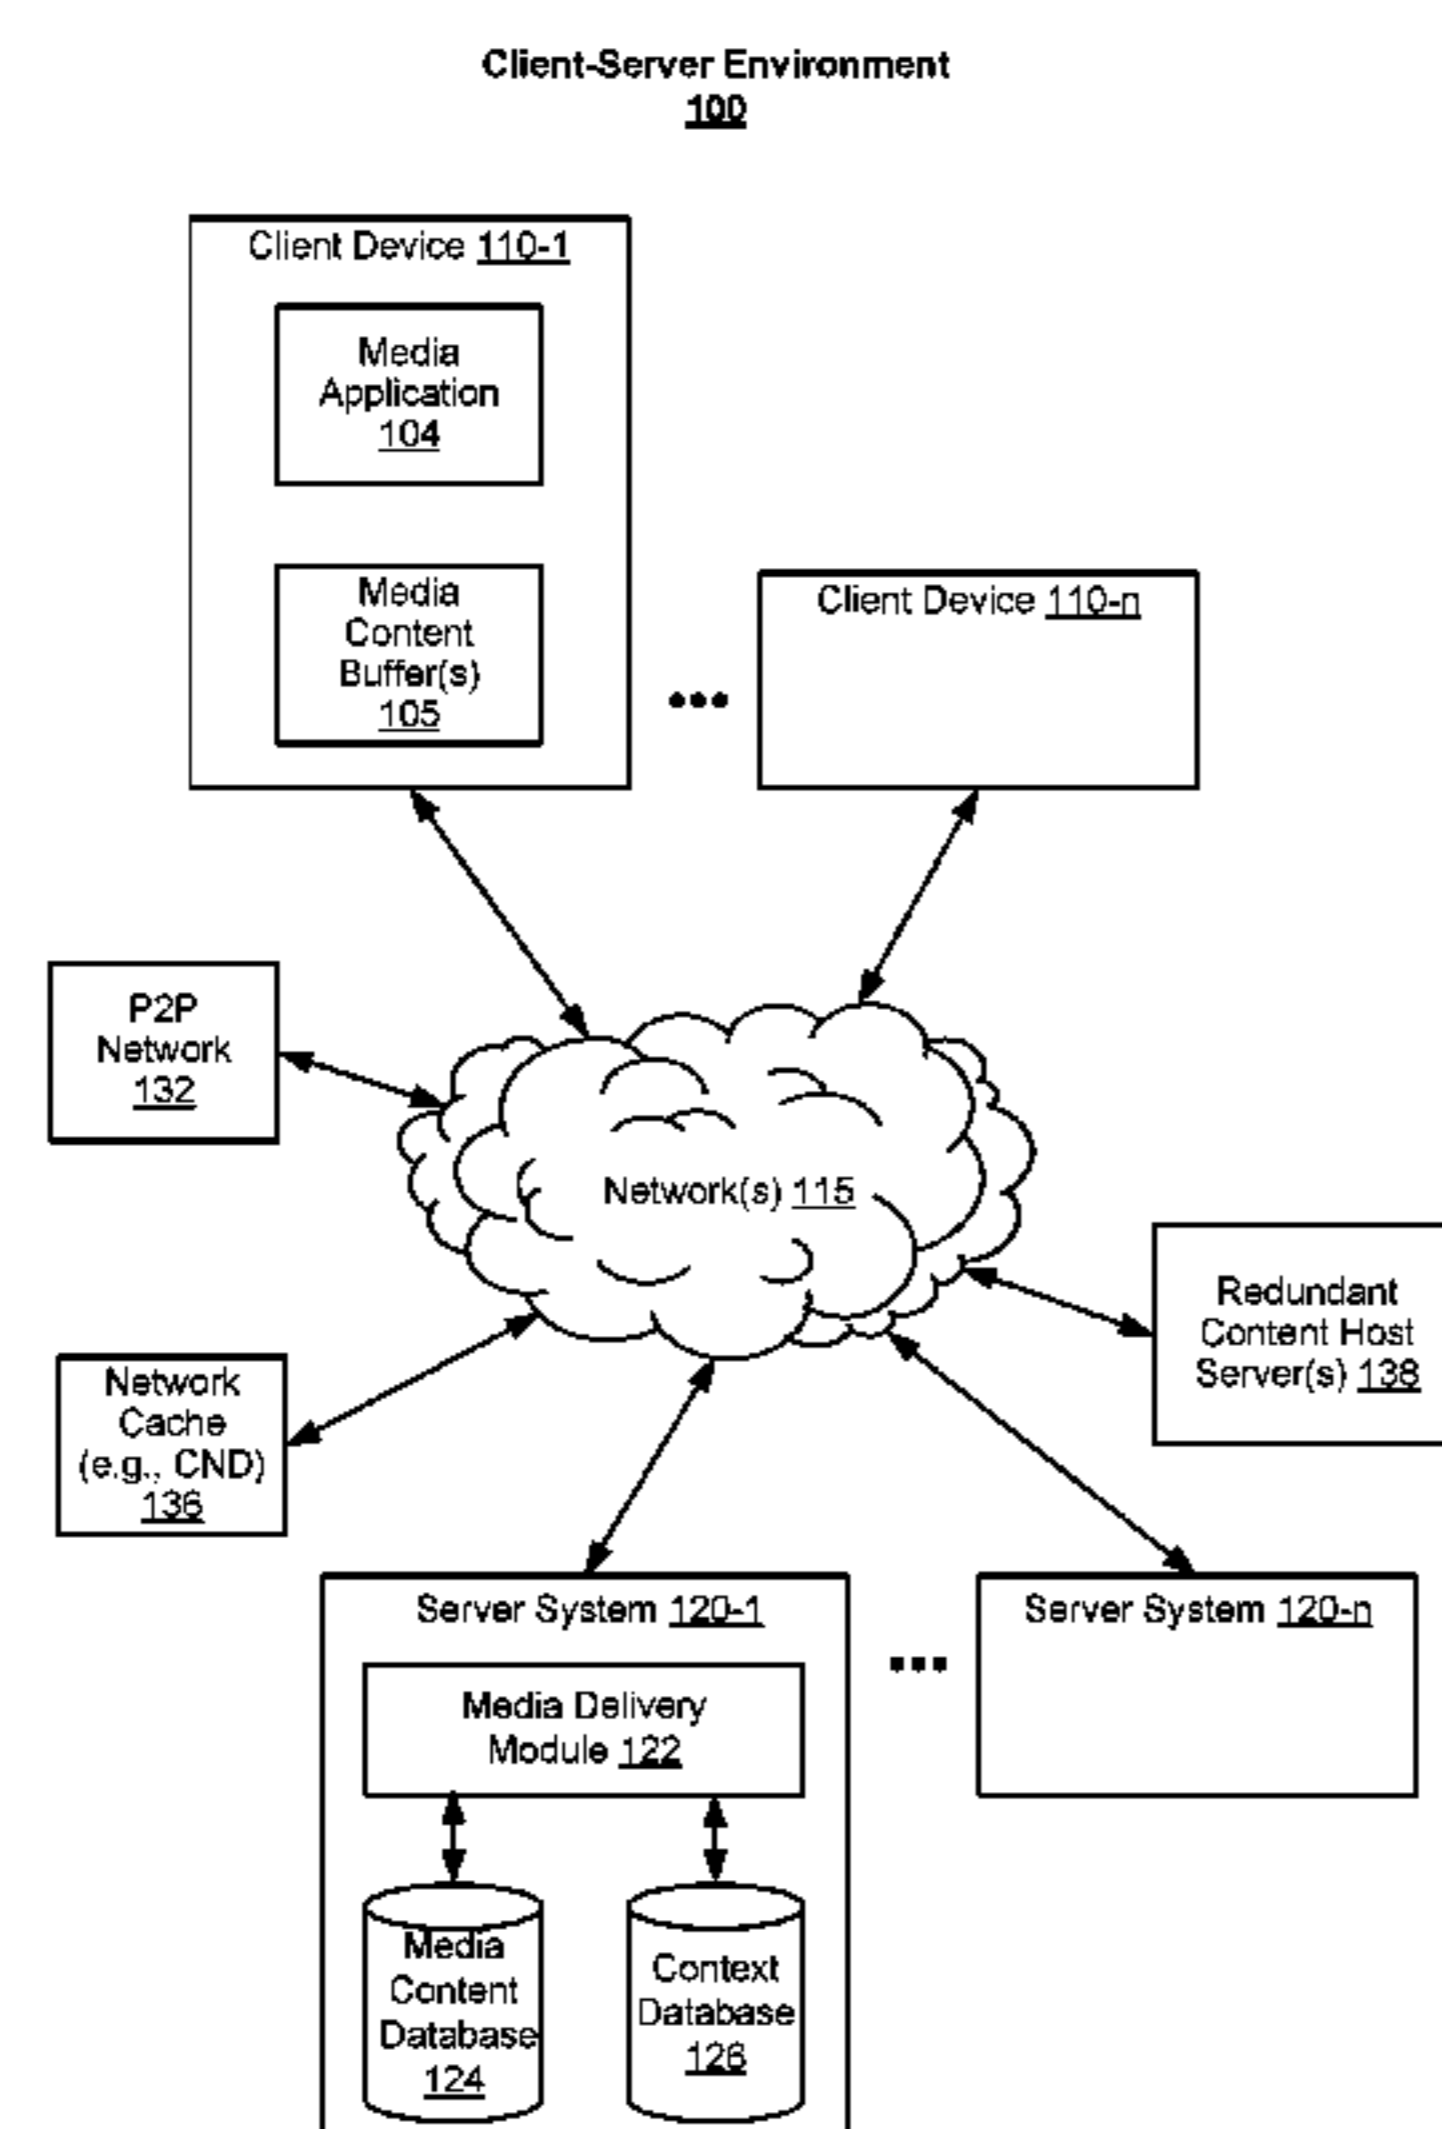 Client-Server Environment
100
Client Device 110-1
Media
Application
104
Media
Content
Buffer(s)
105
Client Device 110-n
P2P
Network
132
Network(s) 115
Redundant
Content Host
Server(s) 138
Network
Cache
(e.g., CND)
136
Server System 120-1
Media Delivery
Module 122
Media
Content
Database
124
Context
Database
126
Server System 120-n